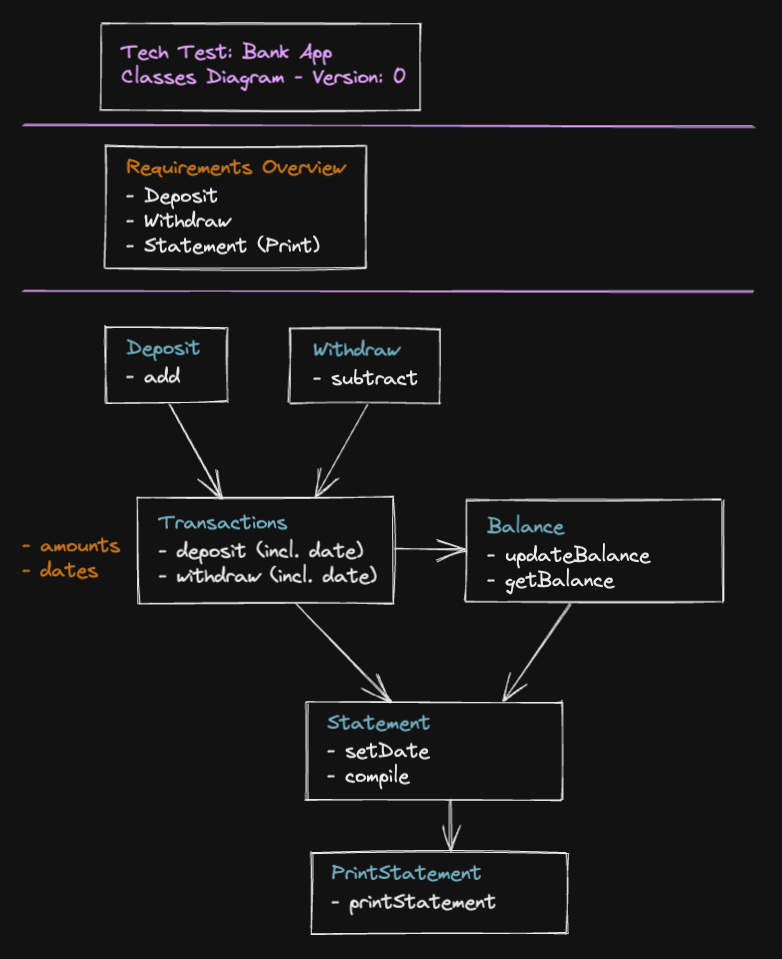 Tech Test: Bank App
Classes Diagram - Version: 0
Requirements Overview
- Deposit
- Withdraw
- Statement (Print)
Deposit
- add
Withdraw
- subtract
- amounts
- dates
Transactions
- deposit (incl. date)
- withdraw (incl. date)
Balance
- updateBalance
- getBalance
Statement
- setDate
- compile
PrintStatement
- printStatement